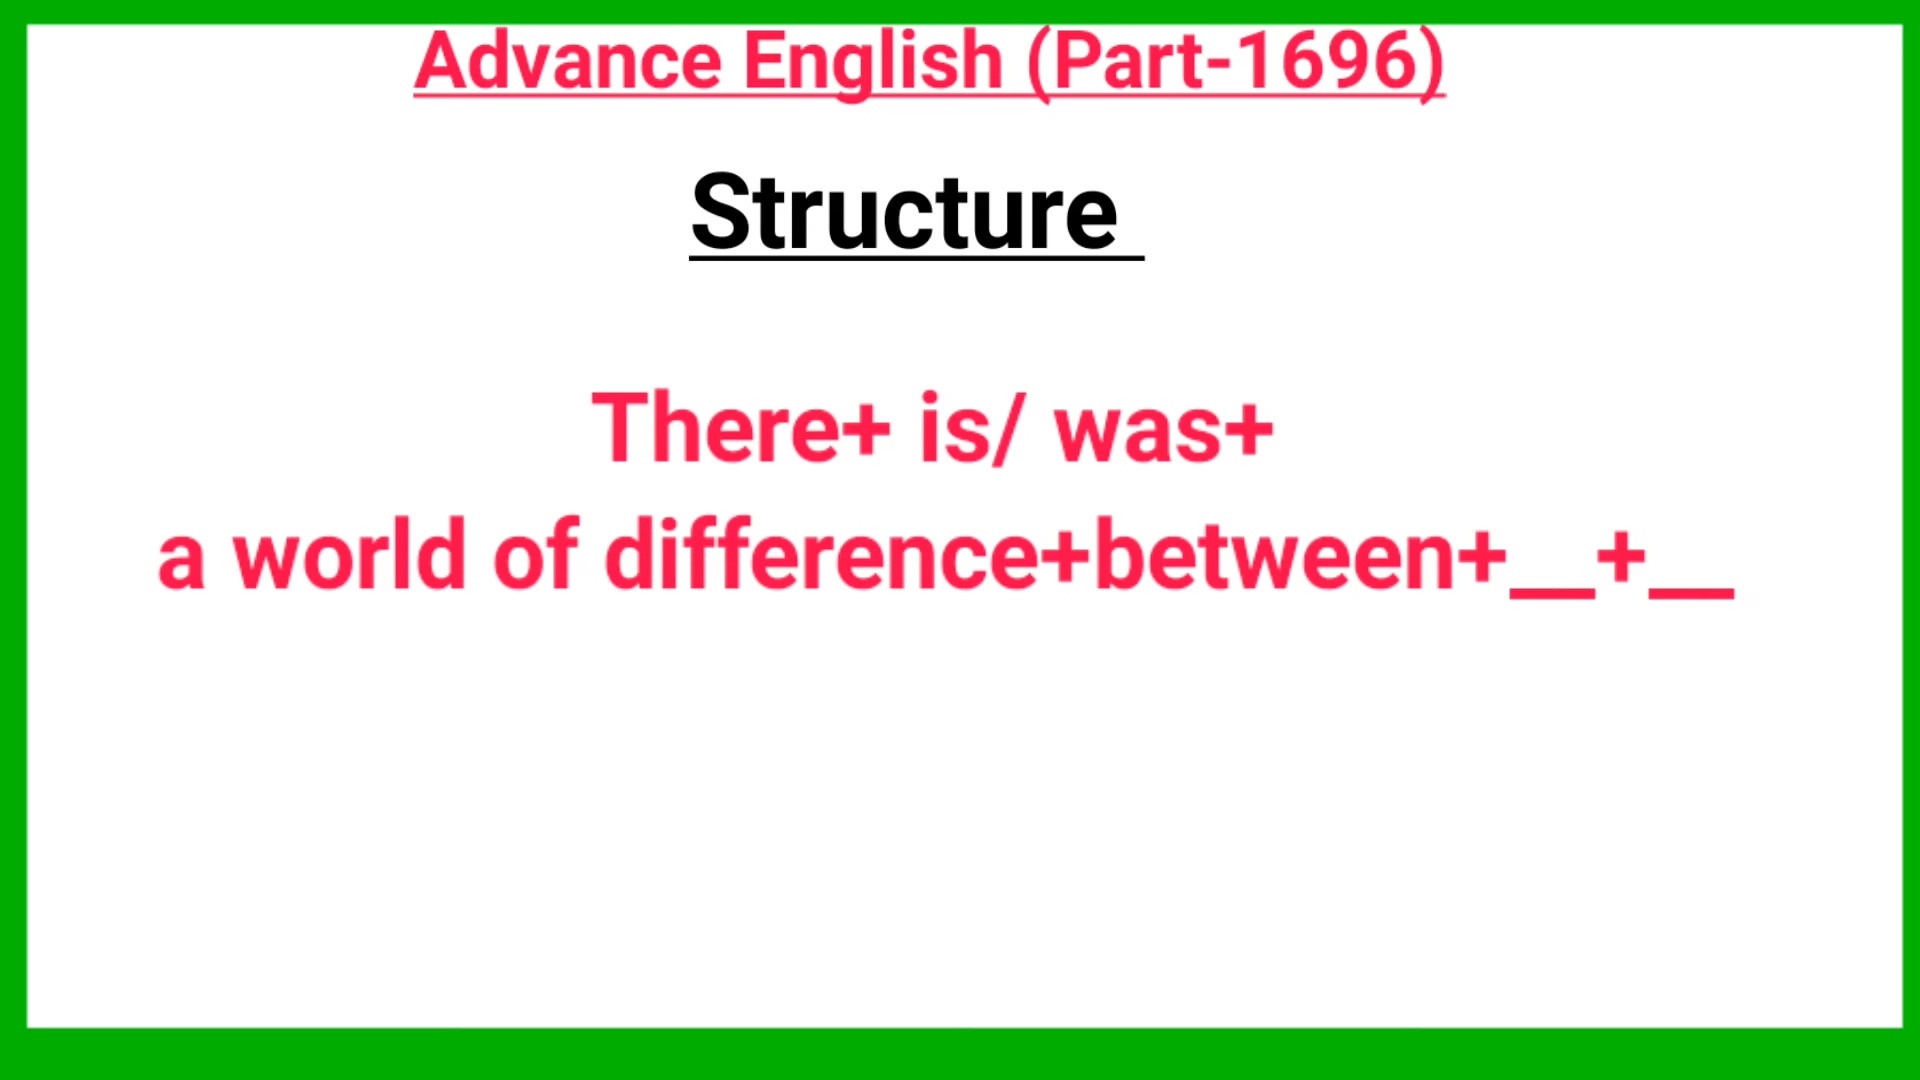 Advance English (Part-1696)
Structure
There+ is/ was+
a world of difference+between+__+__